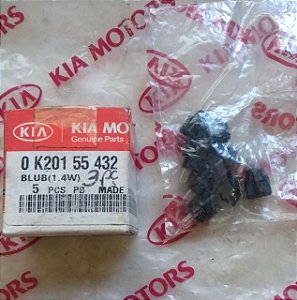 KIA MOTORS
KIA MOTORS
KIA
KIA MO
Genuine Parts
0 K201 55 432
BLUB(1.4W)
3pc
5 PCS PB MADE
KIA MOTORS
MOTORS